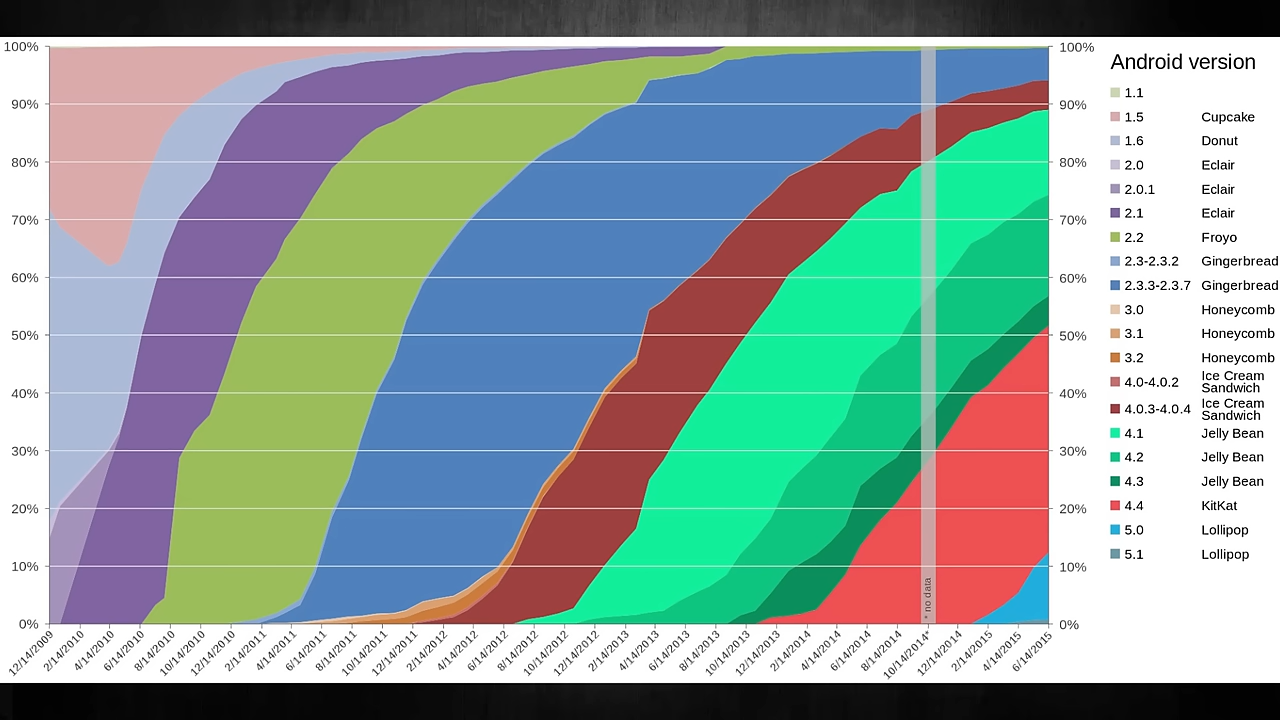 100%
90%
80%
70%
60%
50%
40%
30%
20%
10%
0%
12/14/2009
2/14/2010
4/14/2010
6/14/2010
8/14/2010
10/14/2010
12/14/2010
2/14/2011
4/14/2011
6/14/2011
8/14/2011
10/14/2011
12/14/2011
2/14/2012
4/14/2012
6/14/2012
8/14/2012
10/14/2012
12/14/2012
2/14/2013
4/14/2013
6/14/2013
8/14/2013
10/14/2013
12/14/2013
2/14/2014
4/14/2014
6/14/2014
8/14/2014
10/14/2014*
12/14/2014
2/14/2015
4/14/2015
6/14/2015
* no data
100%
90%
80%
70%
60%
50%
40%
30%
20%
10%
0%
Android version
1.1
1.5 Cupcake
1.6 Donut
2.0 Eclair
2.0.1 Eclair
2.1 Eclair
2.2 Froyo
2.3-2.3.2 Gingerbread
2.3.3-2.3.7 Gingerbread
3.0 Honeycomb
3.1 Honeycomb
3.2 Honeycomb
4.0-4.0.2 Ice Cream
Sandwich
4.0.3-4.0.4 Ice Cream
Sandwich
4.1 Jelly Bean
4.2 Jelly Bean
4.3 Jelly Bean
4.4 KitKat
5.0 Lollipop
5.1 Lollipop